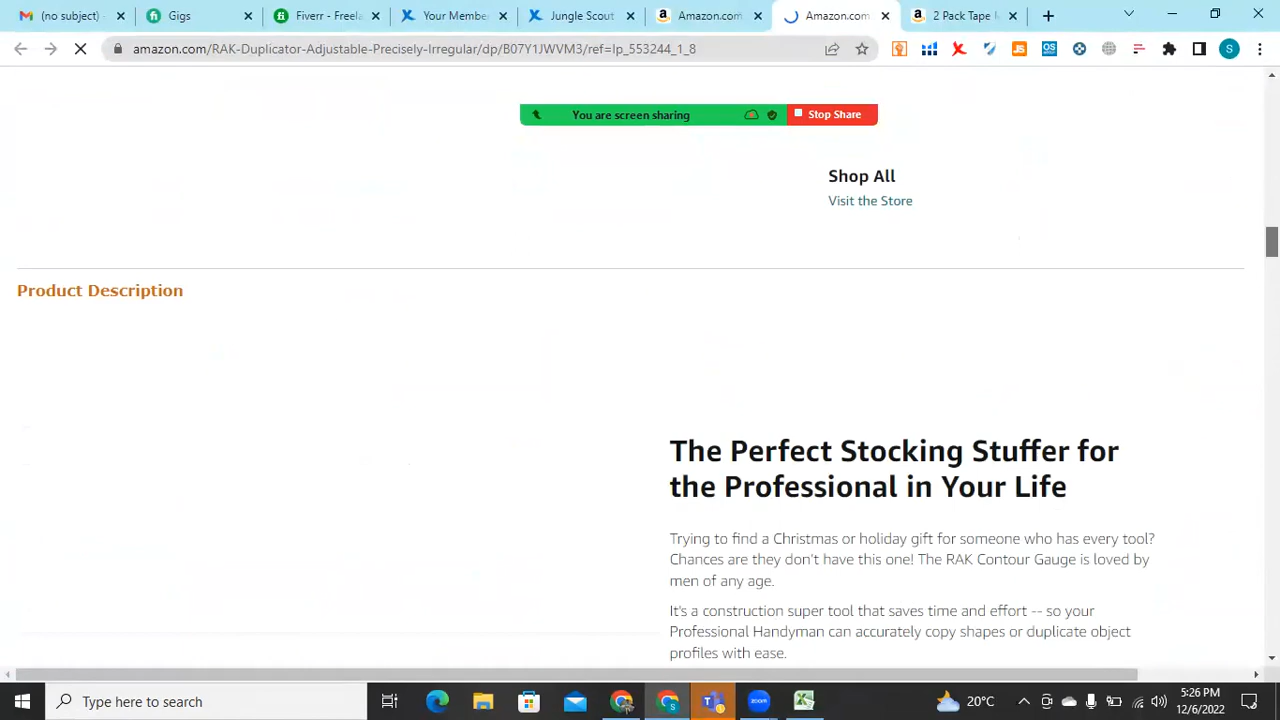 (no subject)
Gigs
Fiverr - Freela
Your Member
Jungle Scout
Amazon.com
Amazon.com
2 Pack Tape
amazon.com/RAK-Duplicator-Adjustable-Precisely-Irregular/dp/B07Y1JWVM3/ref=lp_553244_1_8
You are screen sharing
Stop Share
Shop All
Visit the Store
Product Description
The Perfect Stocking Stuffer for
the Professional in Your Life
Trying to find a Christmas or holiday gift for someone who has every tool?
Chances are they don't have this one! The RAK Contour Gauge is loved by
men of any age.
It's a construction super tool that saves time and effort -- so your
Professional Handyman can accurately copy shapes or duplicate object
profiles with ease.
Type here to search
zoom
20°C
5:26 PM
12/6/2022